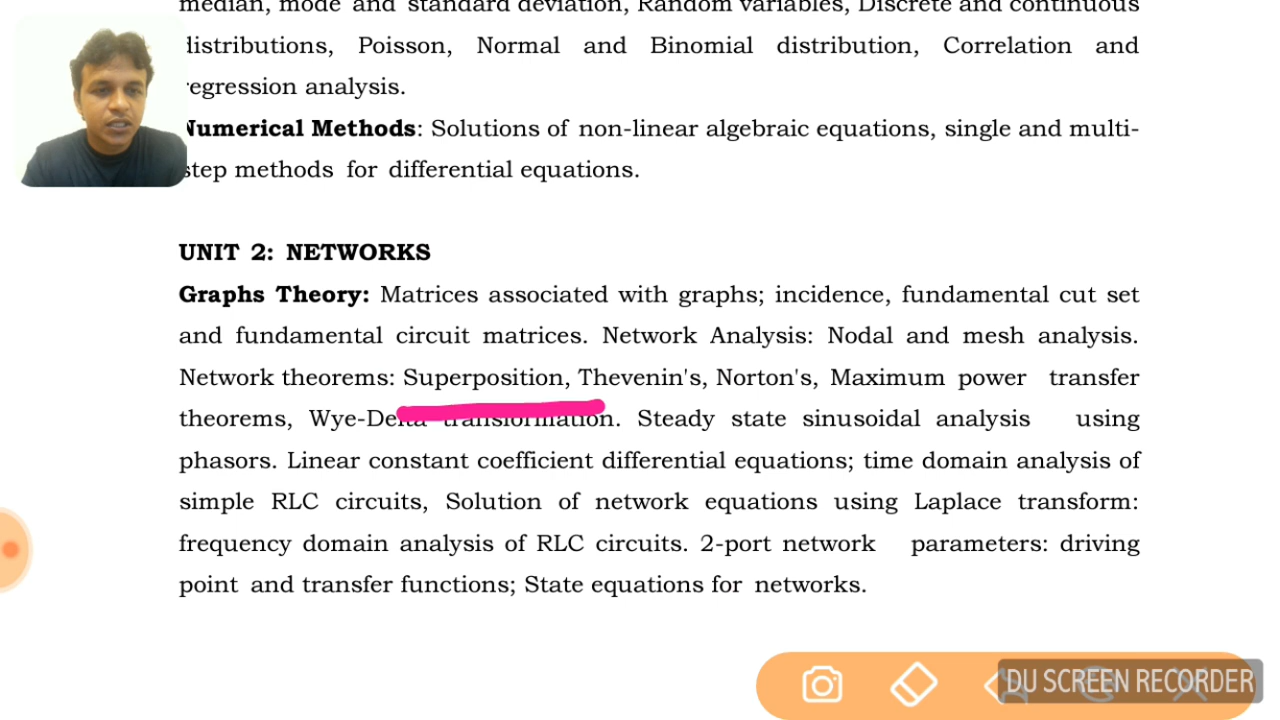 median, mode and standard deviation, Random variables, Discrete and continuous
distributions, Poisson, Normal and Binomial distribution, Correlation and
regression analysis.
Numerical Methods: Solutions of non-linear algebraic equations, single and multi-
step methods for differential equations.
UNIT 2: NETWORKS
Graphs Theory: Matrices associated with graphs; incidence, fundamental cut set
and fundamental circuit matrices. Network Analysis: Nodal and mesh analysis.
Network theorems: Superposition, Thevenin's, Norton's, Maximum power transfer
theorems, Wye-Delta transformation. Steady state sinusoidal analysis using
phasors. Linear constant coefficient differential equations; time domain analysis of
simple RLC circuits, Solution of network equations using Laplace transform:
frequency domain analysis of RLC circuits. 2-port network parameters: driving
point and transfer functions; State equations for networks.
DU SCREEN RECORDER